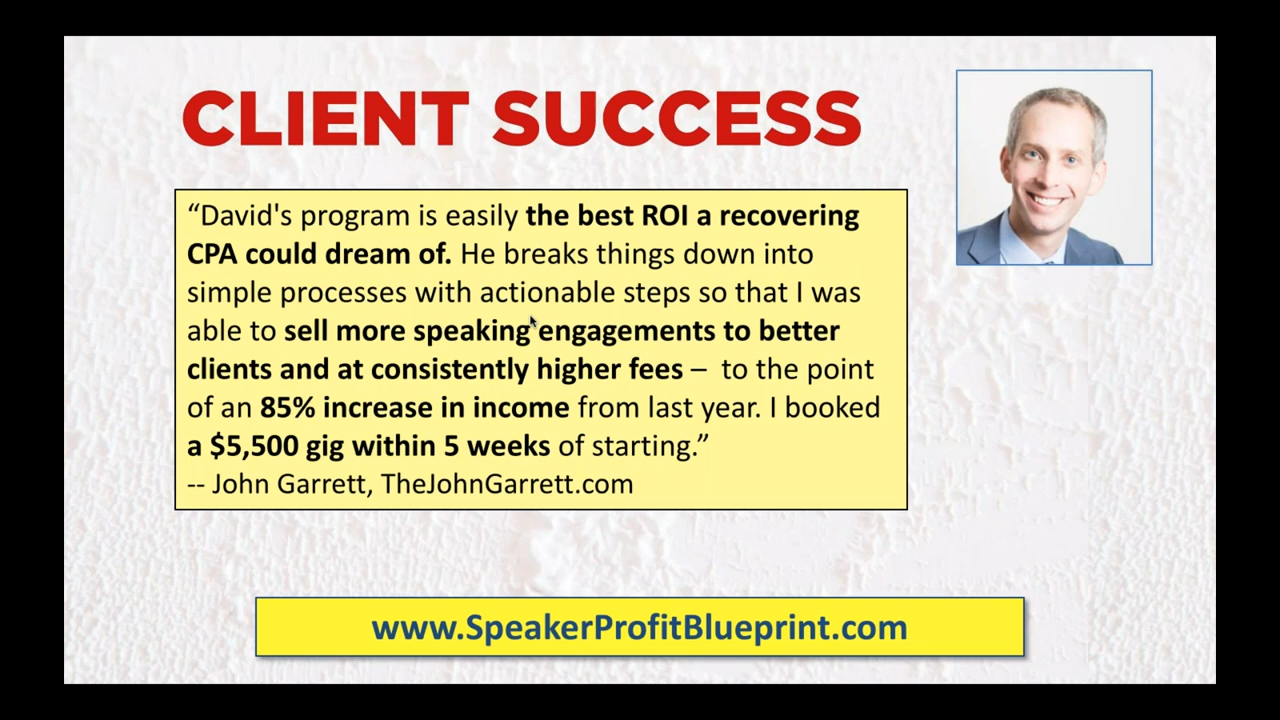 CLIENT SUCCESS
“David's program is easily the best ROI a recovering
CPA could dream of. He breaks things down into
simple processes with actionable steps so that I was
able to sell more speaking engagements to better
clients and at consistently higher fees – to the point
of an 85% increase in income from last year. I booked
a $5,500 gig within 5 weeks of starting.”
-- John Garrett, TheJohnGarrett.com
www.SpeakerProfitBlueprint.com